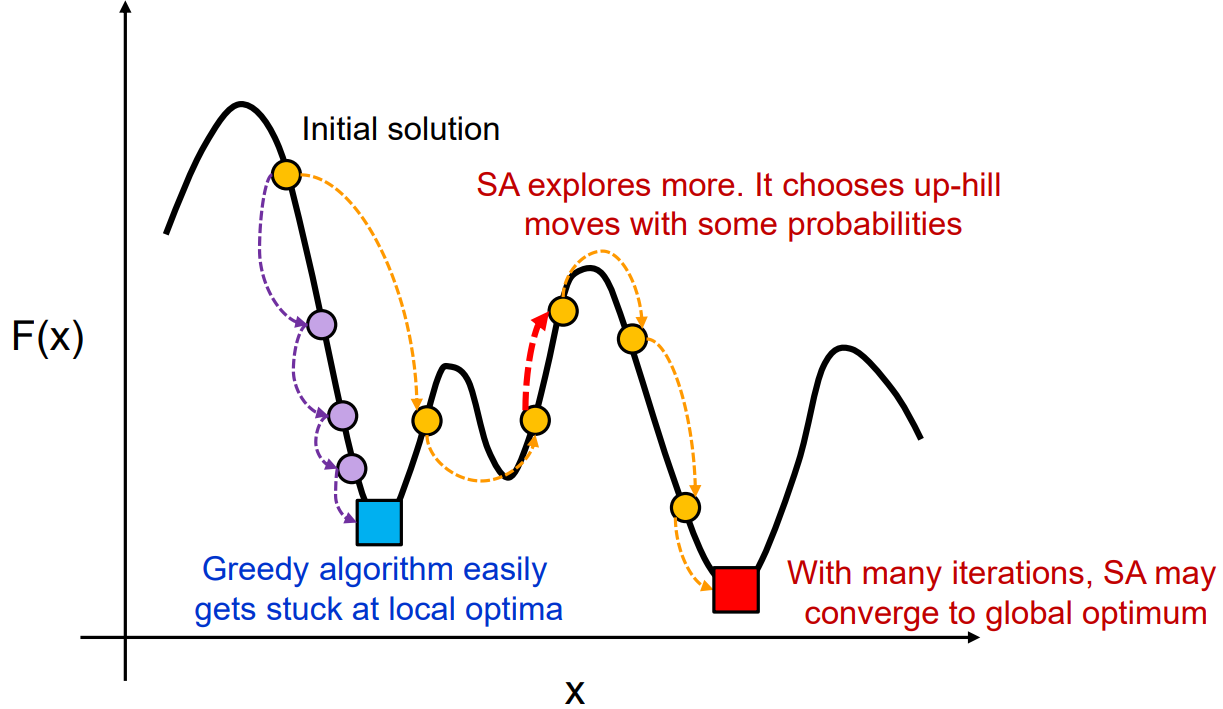 Initial solution
SA explores more. It chooses up-hill
moves with some probabilities
F(x)
Greedy algorithm easily
gets stuck at local optima
With many iterations, SA may
converge to global optimum
x